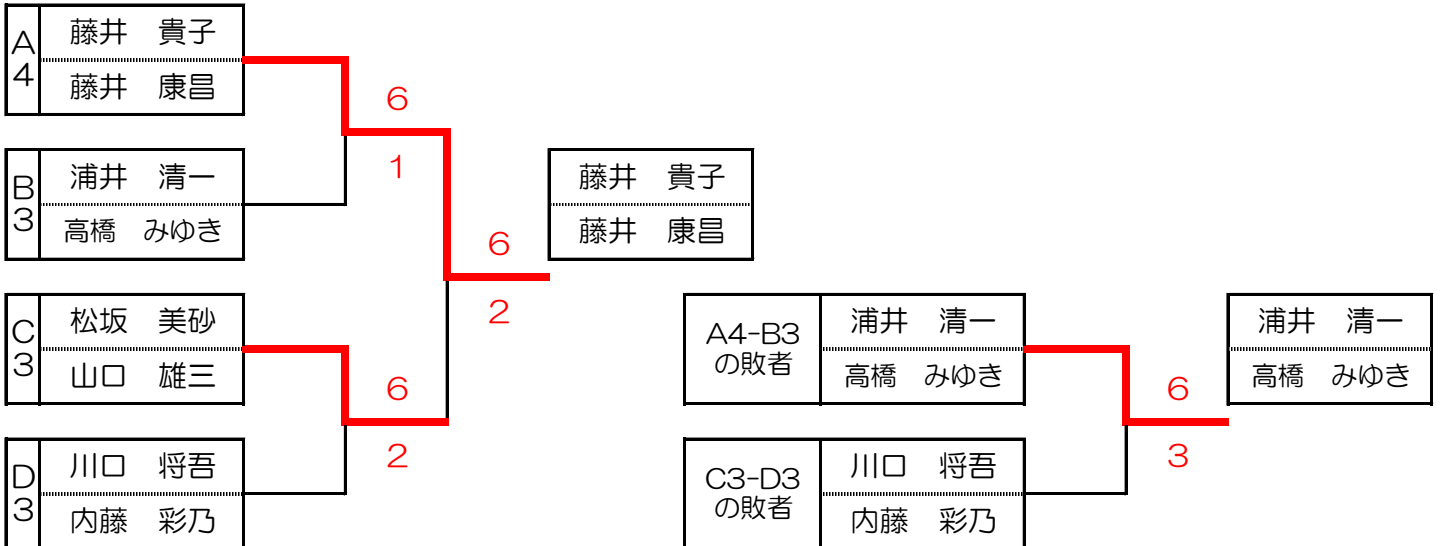 A4
藤井　貴子
藤井　康昌
6
1
B3
浦井　清一
高橋　みゆき
藤井　貴子
藤井　康昌
6
2
C3
松坂　美砂
山口　雄三
6
2
D3
川口　将吾
内藤　彩乃
A4-B3
の敗者
浦井　清一
高橋　みゆき
6
3
C3-D3
の敗者
川口　将吾
内藤　彩乃
浦井　清一
高橋　みゆき